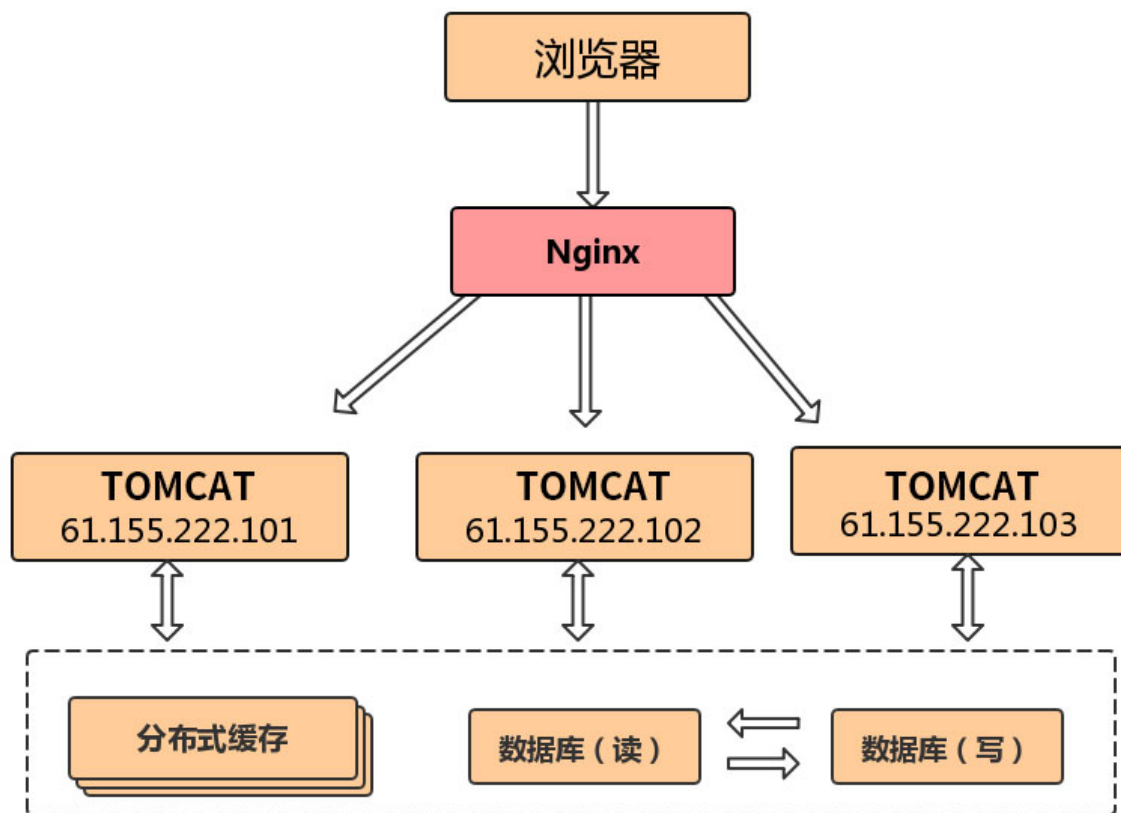 浏览器
Nginx
TOMCAT
61.155.222.101
TOMCAT
61.155.222.102
TOMCAT
61.155.222.103
分布式缓存
数据库（读）
数据库（写）